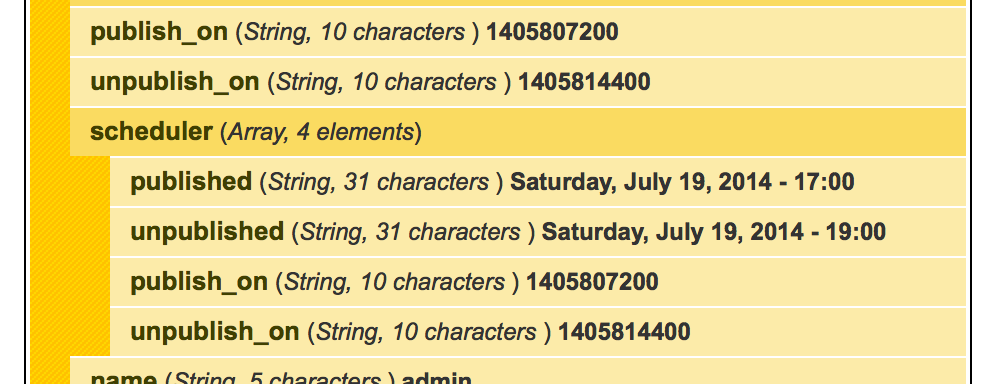 publish_on (String, 10 characters ) 1405807200
unpublish_on (String, 10 characters ) 1405814400
scheduler (Array, 4 elements)
published (String, 31 characters ) Saturday, July 19, 2014 - 17:00
unpublished (String, 31 characters ) Saturday, July 19, 2014 - 19:00
publish_on (String, 10 characters ) 1405807200
unpublish_on (String, 10 characters ) 1405814400
name (String, 5 characters ) admin